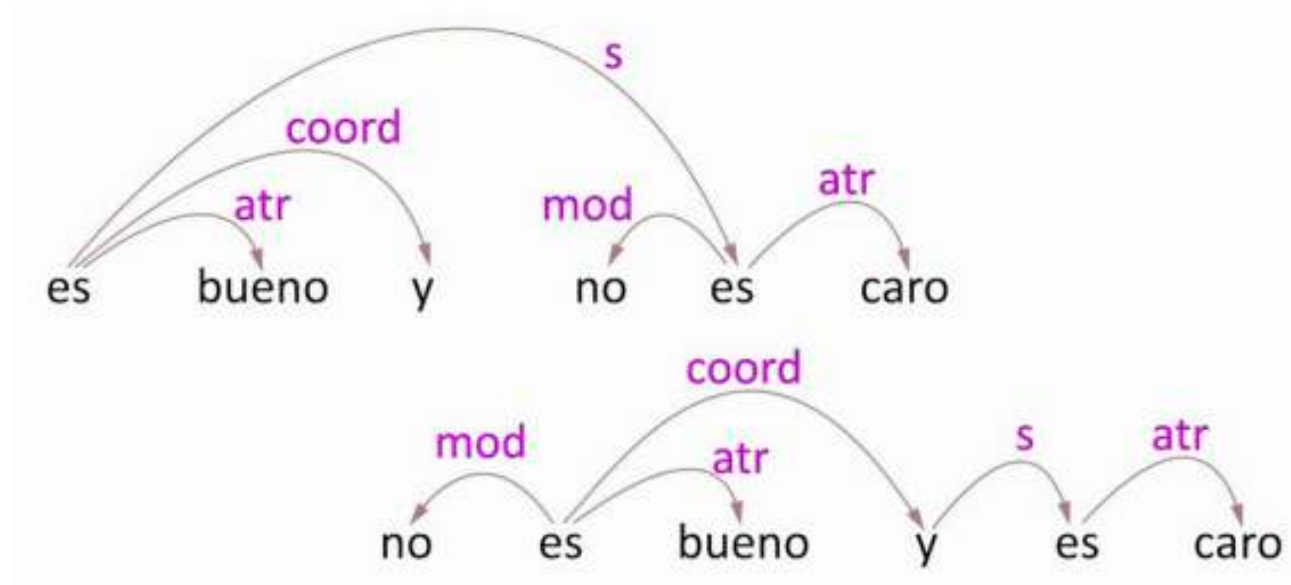 s
coord
atr
mod
atr
es bueno y no es caro
coord
mod
atr
s
atr
no es bueno y es caro